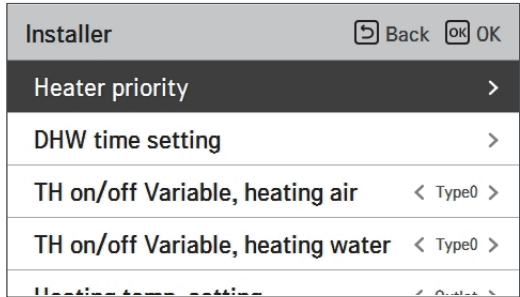 Installer Back OK OK
Heater priority >
DHW time setting >
TH on/off Variable, heating air < Type0 >
TH on/off Variable, heating water < Type0 >